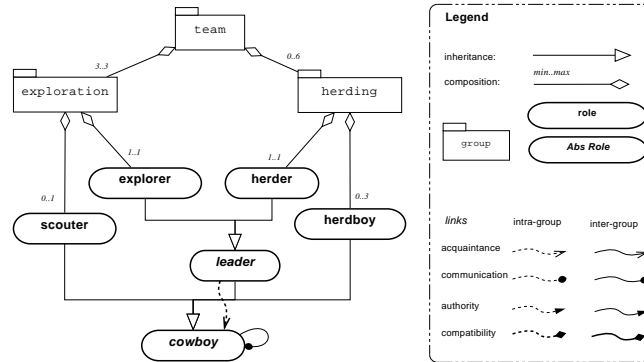 team
3..3
0..6
exploration
herding
1..1
1..1
explorer
herder
0..1
0..3
scouter
herdboy
leader
cowboy
Legend
inheritance:
min..max
composition:
role
group
Abs Role
links intra-group inter-group
acquaintance
communication
authority
compatibility